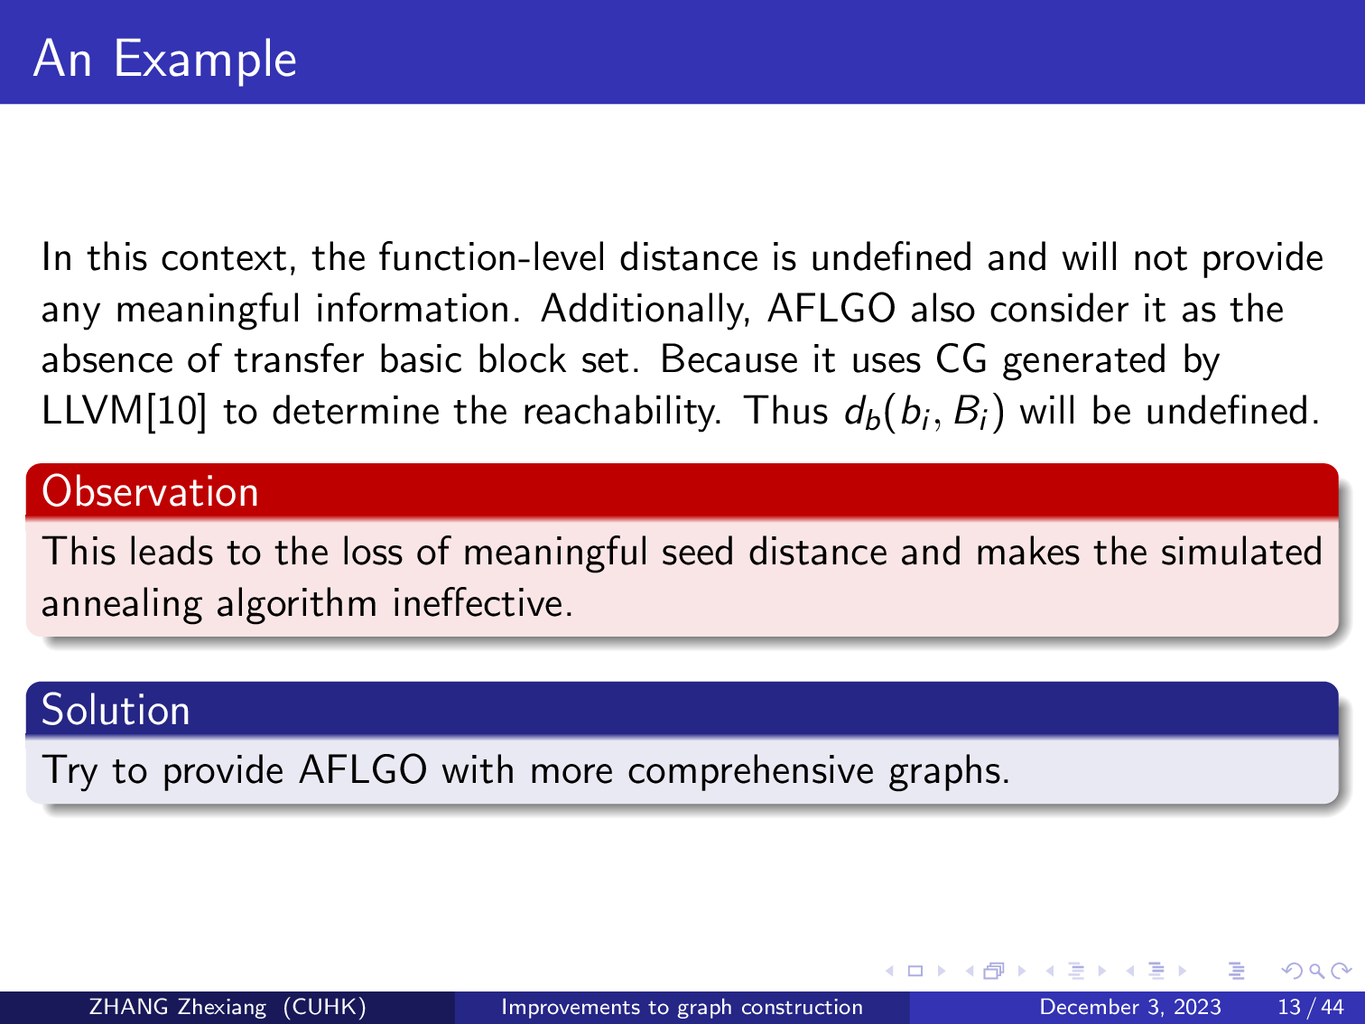 An Example
In this context, the function-level distance is undefined and will not provide
any meaningful information. Additionally, AFLGO also consider it as the
absence of transfer basic block set. Because it uses CG generated by
LLVM[10] to determine the reachability. Thus d_b(b_i, B_i) will be undefined.
Observation
This leads to the loss of meaningful seed distance and makes the simulated
annealing algorithm ineffective.
Solution
Try to provide AFLGO with more comprehensive graphs.
ZHANG Zhexiang (CUHK) Improvements to graph construction December 3, 2023 13 / 44